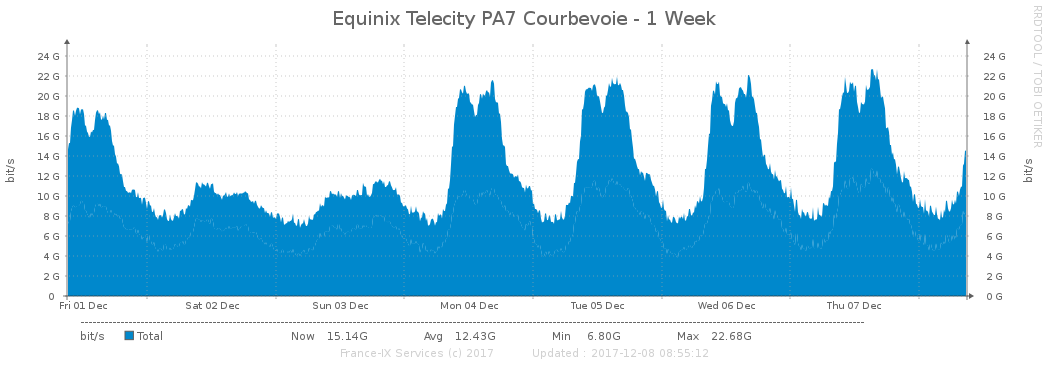 Equinix Telecity PA7 Courbevoie - 1 Week
RRDTOOL / TOBI OETIKER
bit/s
24 G 24 G
22 G 22 G
20 G 20 G
18 G 18 G
16 G 16 G
14 G 14 G
12 G 12 G
10 G 10 G
8 G 8 G
6 G 6 G
4 G 4 G
2 G 2 G
0 0 G
bit/s
Fri 01 Dec Sat 02 Dec Sun 03 Dec Mon 04 Dec Tue 05 Dec Wed 06 Dec Thu 07 Dec
bit/s Total Now 15.14G Avg 12.43G Min 6.80G Max 22.68G
France-IX Services (c) 2017 Updated : 2017-12-08 08:55:12